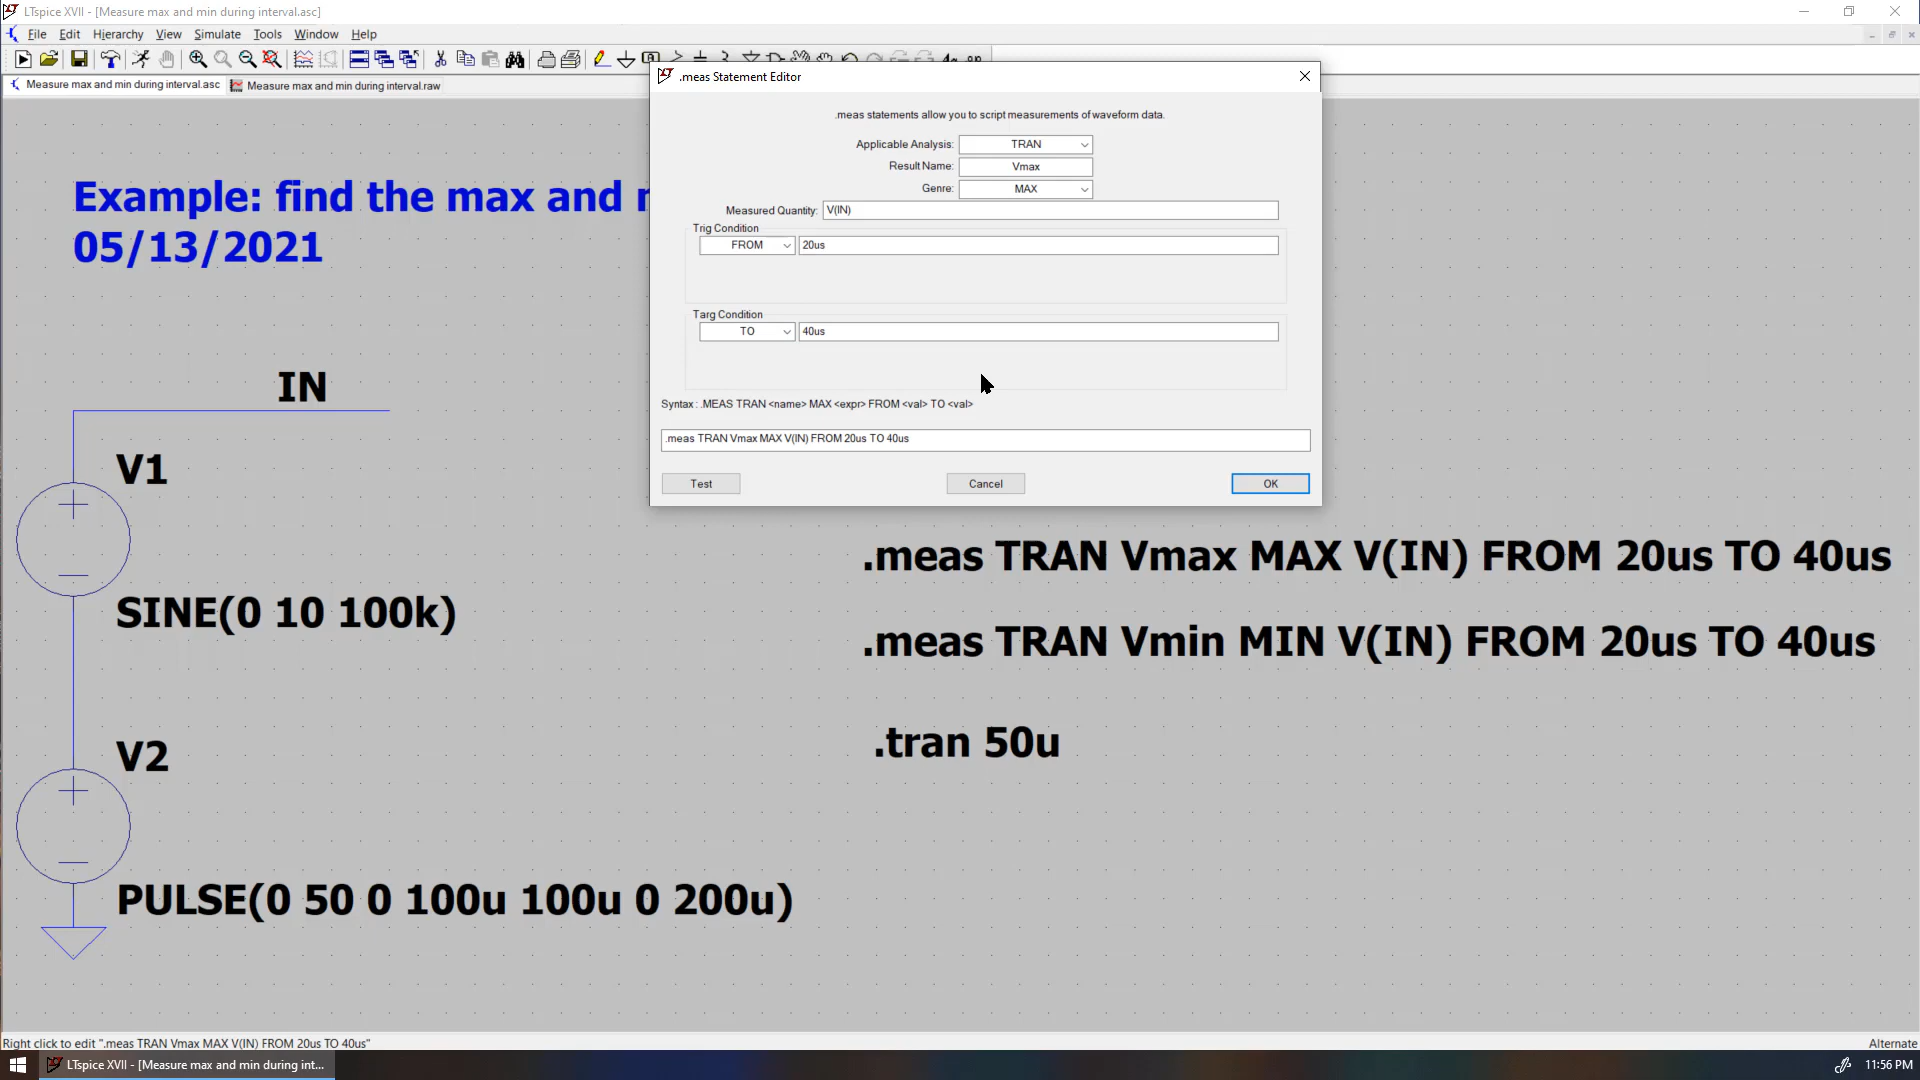 LTspice XVII - [Measure max and min during interval.asc]
File Edit Hierarchy View Simulate Tools Window Help
Measure max and min during interval.asc Measure max and min during interval.raw
.meas Statement Editor
.meas statements allow you to script measurements of waveform data.
Applicable Analysis: TRAN
Result Name: Vmax
Genre: MAX
Measured Quantity: V(IN)
Trig Condition
FROM 20us
Targ Condition
TO 40us
Syntax: .MEAS TRAN <name> MAX <expr> FROM <val> TO <val>
.meas TRAN Vmax MAX V(IN) FROM 20us TO 40us
Test Cancel OK
Example: find the max and
05/13/2021
IN
V1
SINE(0 10 100k)
V2
PULSE(0 50 0 100u 100u 0 200u)
.meas TRAN Vmax MAX V(IN) FROM 20us TO 40us
.meas TRAN Vmin MIN V(IN) FROM 20us TO 40us
.tran 50u
Right click to edit ".meas TRAN Vmax MAX V(IN) FROM 20us TO 40us"
Alternate
LTspice XVII - [Measure max and min during int...
11:56 PM